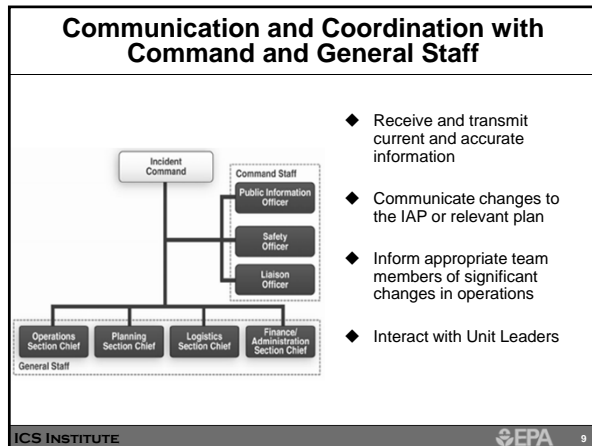 Communication and Coordination with
Command and General Staff
Incident
Command
Command Staff
Public Information
Officer
Safety
Officer
Liaison
Officer
Operations
Section Chief
Planning
Section Chief
Logistics
Section Chief
Finance/
Administration
Section Chief
General Staff
◆ Receive and transmit
current and accurate
information
◆ Communicate changes to
the IAP or relevant plan
◆ Inform appropriate team
members of significant
changes in operations
◆ Interact with Unit Leaders
ICS INSTITUTE
EPA
9